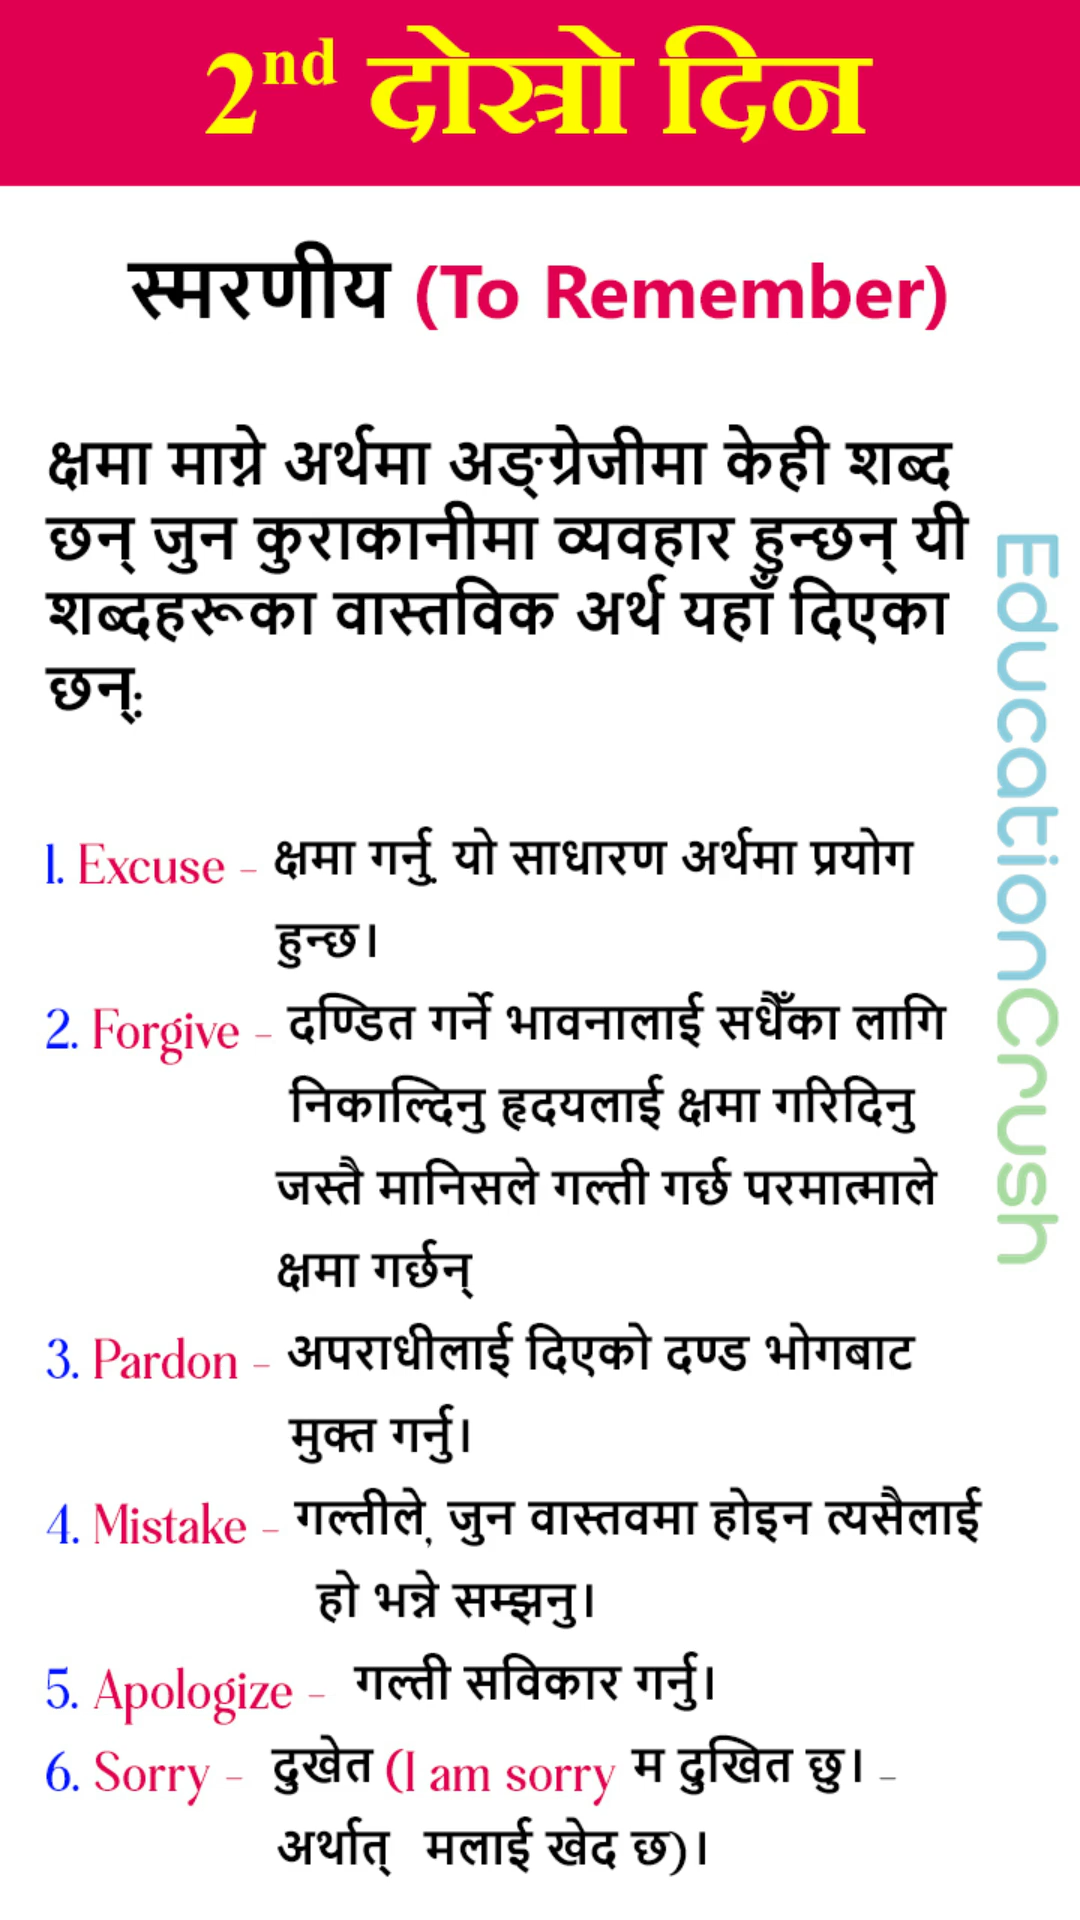 2nd दोस्रो दिन
स्मरणीय (To Remember)
क्षमा माग्ने अर्थमा अङ्ग्रेजीमा केही शब्द
छन् जुन कुराकानीमा व्यवहार हुन्छन् यी
शब्दहरूका वास्तविक अर्थ यहाँ दिएका
छन्:
1. Excuse - क्षमा गर्नु, यो साधारण अर्थमा प्रयोग
हुन्छ।
2. Forgive - दण्डित गर्ने भावनालाई सधैँका लागि
निकाल्दिनु हृदयलाई क्षमा गरिदिनु
जस्तै मानिसले गल्ती गर्छ परमात्माले
क्षमा गर्छन्
3. Pardon - अपराधीलाई दिएको दण्ड भोगबाट
मुक्त गर्नु।
4. Mistake - गल्तीले, जुन वास्तवमा होइन त्यसैलाई
हो भन्ने सम्झनु।
5. Apologize - गल्ती सविकार गर्नु।
6. Sorry - दुखेत (I am sorry म दुखित छु। -
अर्थात् मलाई खेद छ)।
EducationCrush